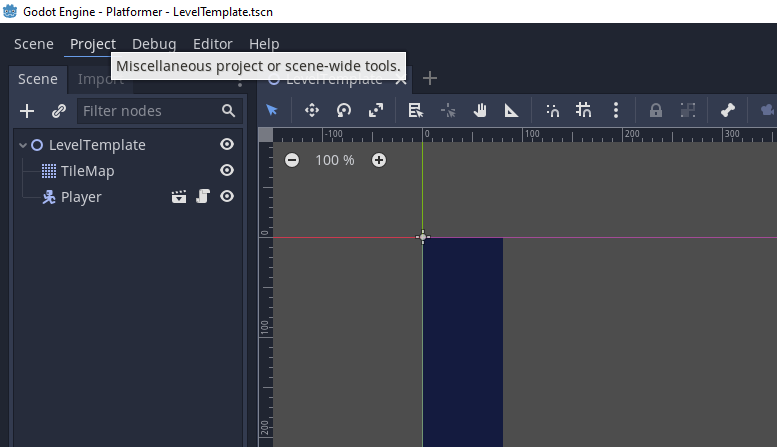 Godot Engine - Platformer - LevelTemplate.tscn
Scene Project Debug Editor Help
Miscellaneous project or scene-wide tools.
Scene Import LevelTemplate
Filter nodes
-100 0 100 200 300
LevelTemplate
100 %
TileMap
Player
0
100
200